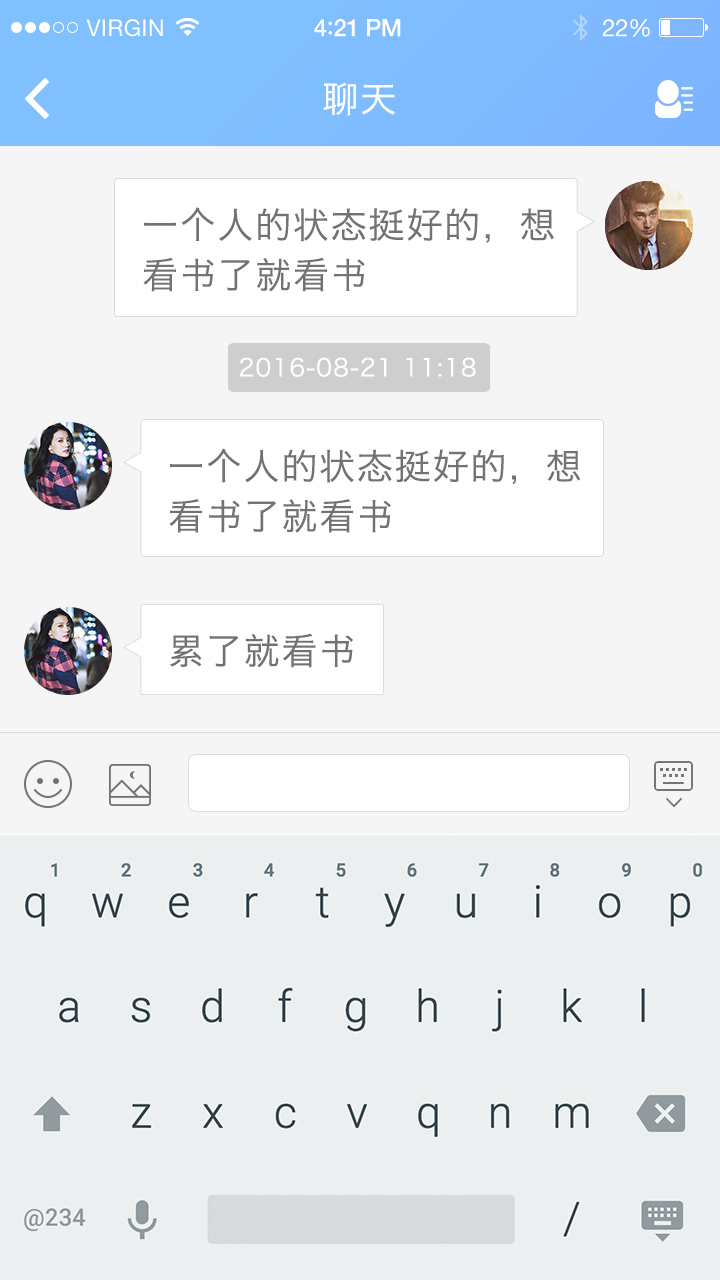 VIRGIN 4:21 PM 22%
聊天
一个人的状态挺好的，想
看书了就看书
2016-08-21 11:18
一个人的状态挺好的，想
看书了就看书
累了就看书
1 2 3 4 5 6 7 8 9 0
q w e r t y u i o p
a s d f g h j k l
z x c v q n m
@234 /